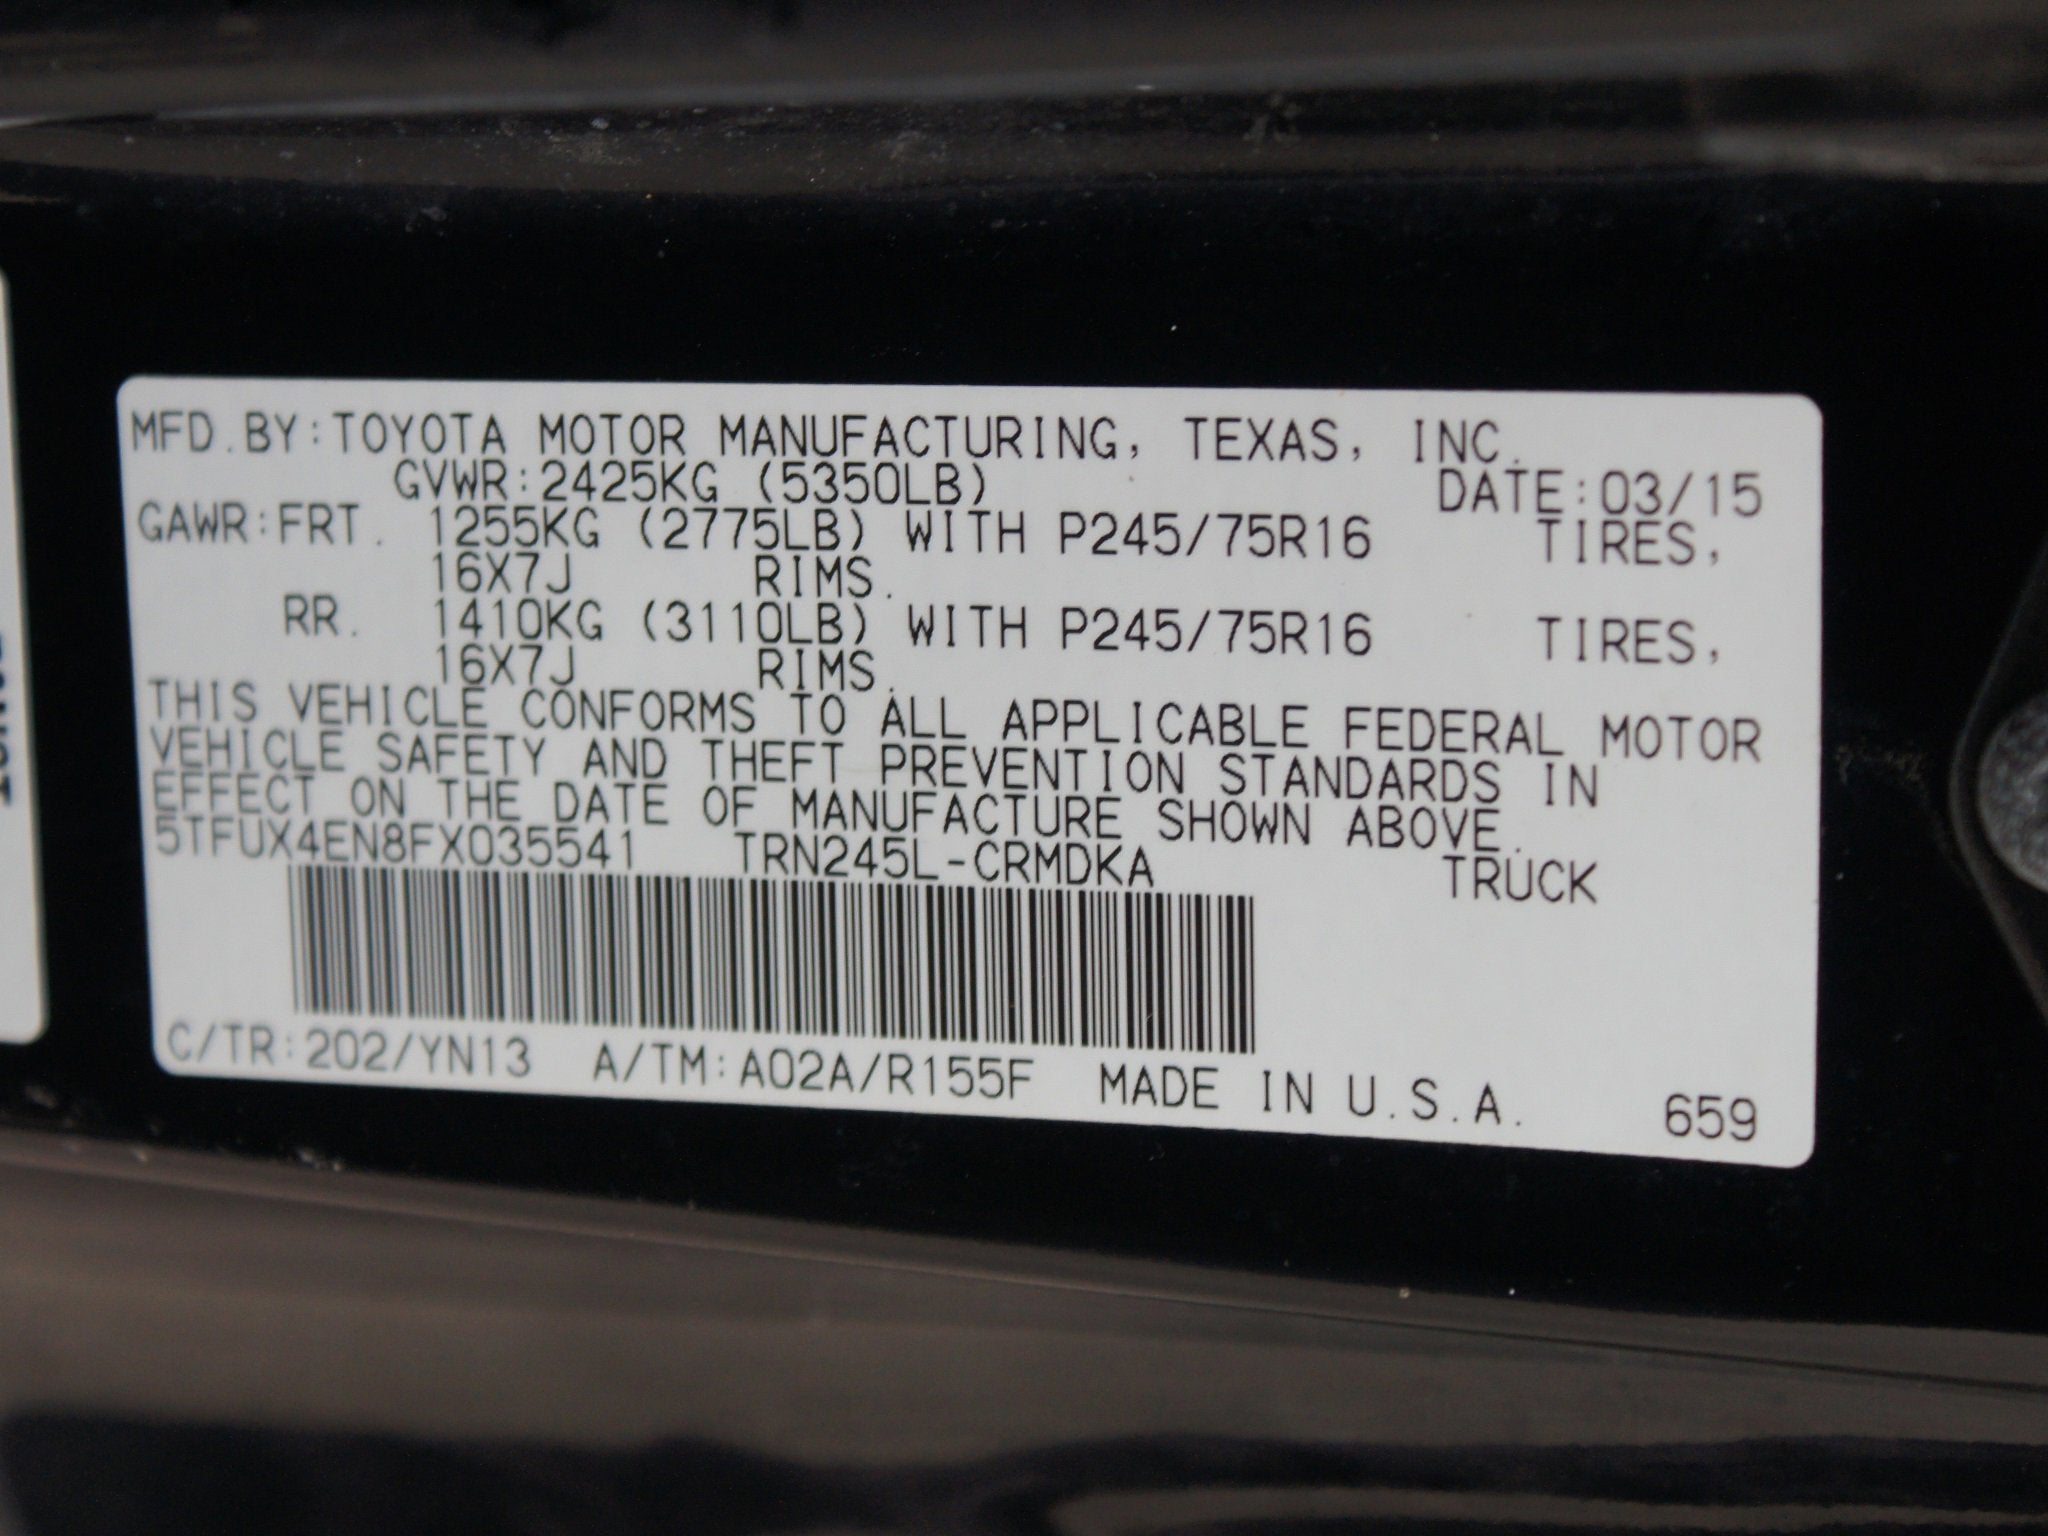 MFD.BY:TOYOTA MOTOR MANUFACTURING, TEXAS, INC.
GVWR:2425KG (5350LB) DATE:03/15
GAWR:FRT. 1255KG (2775LB) WITH P245/75R16 TIRES,
16X7J RIMS.
RR. 1410KG (3110LB) WITH P245/75R16 TIRES,
16X7J RIMS.
THIS VEHICLE CONFORMS TO ALL APPLICABLE FEDERAL MOTOR
VEHICLE SAFETY AND THEFT PREVENTION STANDARDS IN
EFFECT ON THE DATE OF MANUFACTURE SHOWN ABOVE.
5TFUX4EN8FX035541 TRN245L-CRMDKA TRUCK
C/TR:202/YN13 A/TM:A02A/R155F MADE IN U.S.A. 659